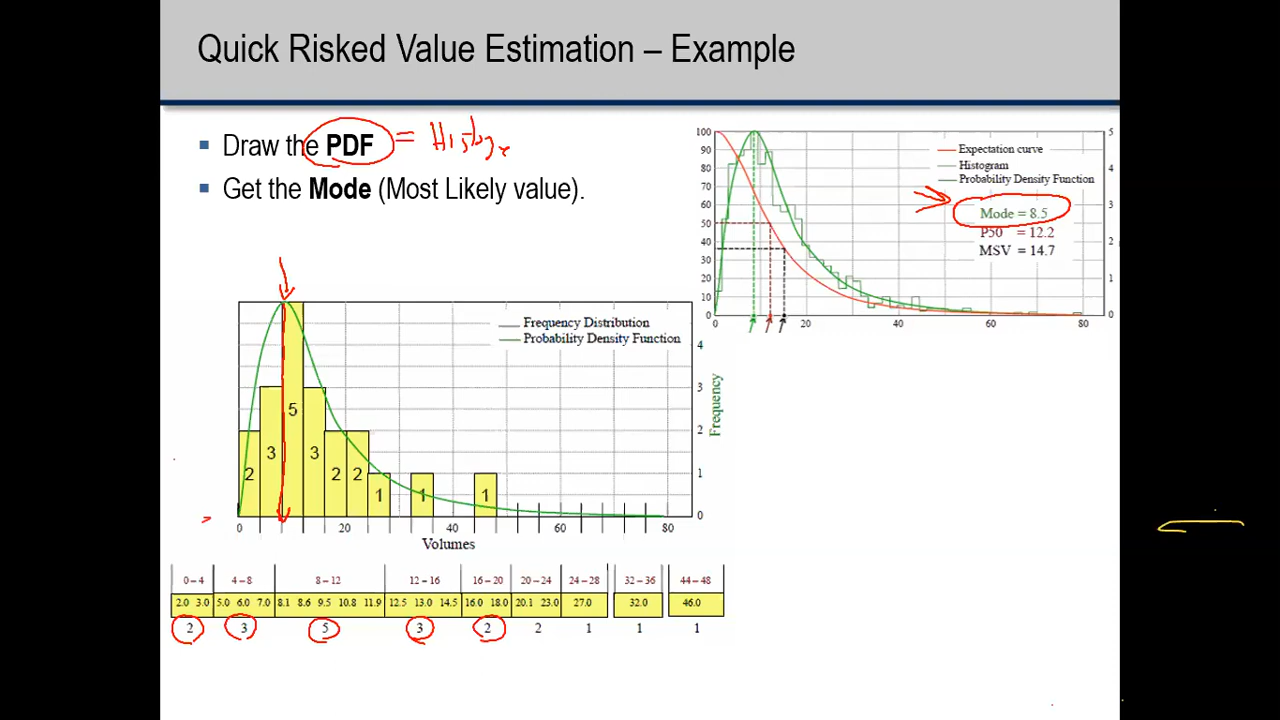 Quick Risked Value Estimation – Example
▪ Draw the PDF =
▪ Get the Mode (Most Likely value).
100
90
80
70
60
50
40
30
20
10
0
5
4
3
2
1
0
Expectation curve
Histogram
Probability Density Function
Mode = 8.5
P50 = 12.2
MSV = 14.7
0 20 40 60 80
Frequency Distribution
Probability Density Function
2 3 5 3 2 2 1 1 1
4
3
2
1
0
Frequency
0 20 40 60 80
Volumes
0–4 4–8 8–12 12–16 16–20 20–24 24–28 32–36 44–48
2.0 3.0 5.0 6.0 7.0 8.1 8.6 9.5 10.8 11.9 12.5 13.0 14.5 16.0 18.0 20.1 23.0 27.0 32.0 46.0
2 3 5 3 2 2 1 1 1